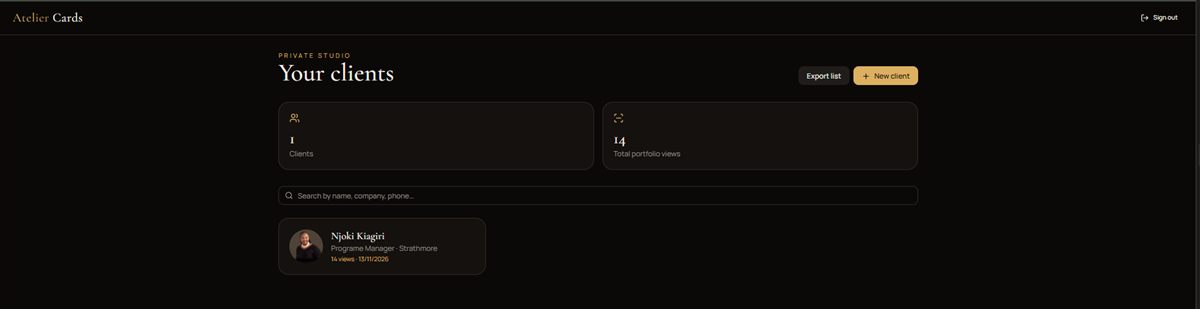 Atelier Cards
Sign out
PRIVATE STUDIO
Your clients
Export list
+ New client
1
Clients
14
Total portfolio views
Search by name, company, phone...
Njoki Kiagiri
Programe Manager · Strathmore
14 views · 13/11/2026